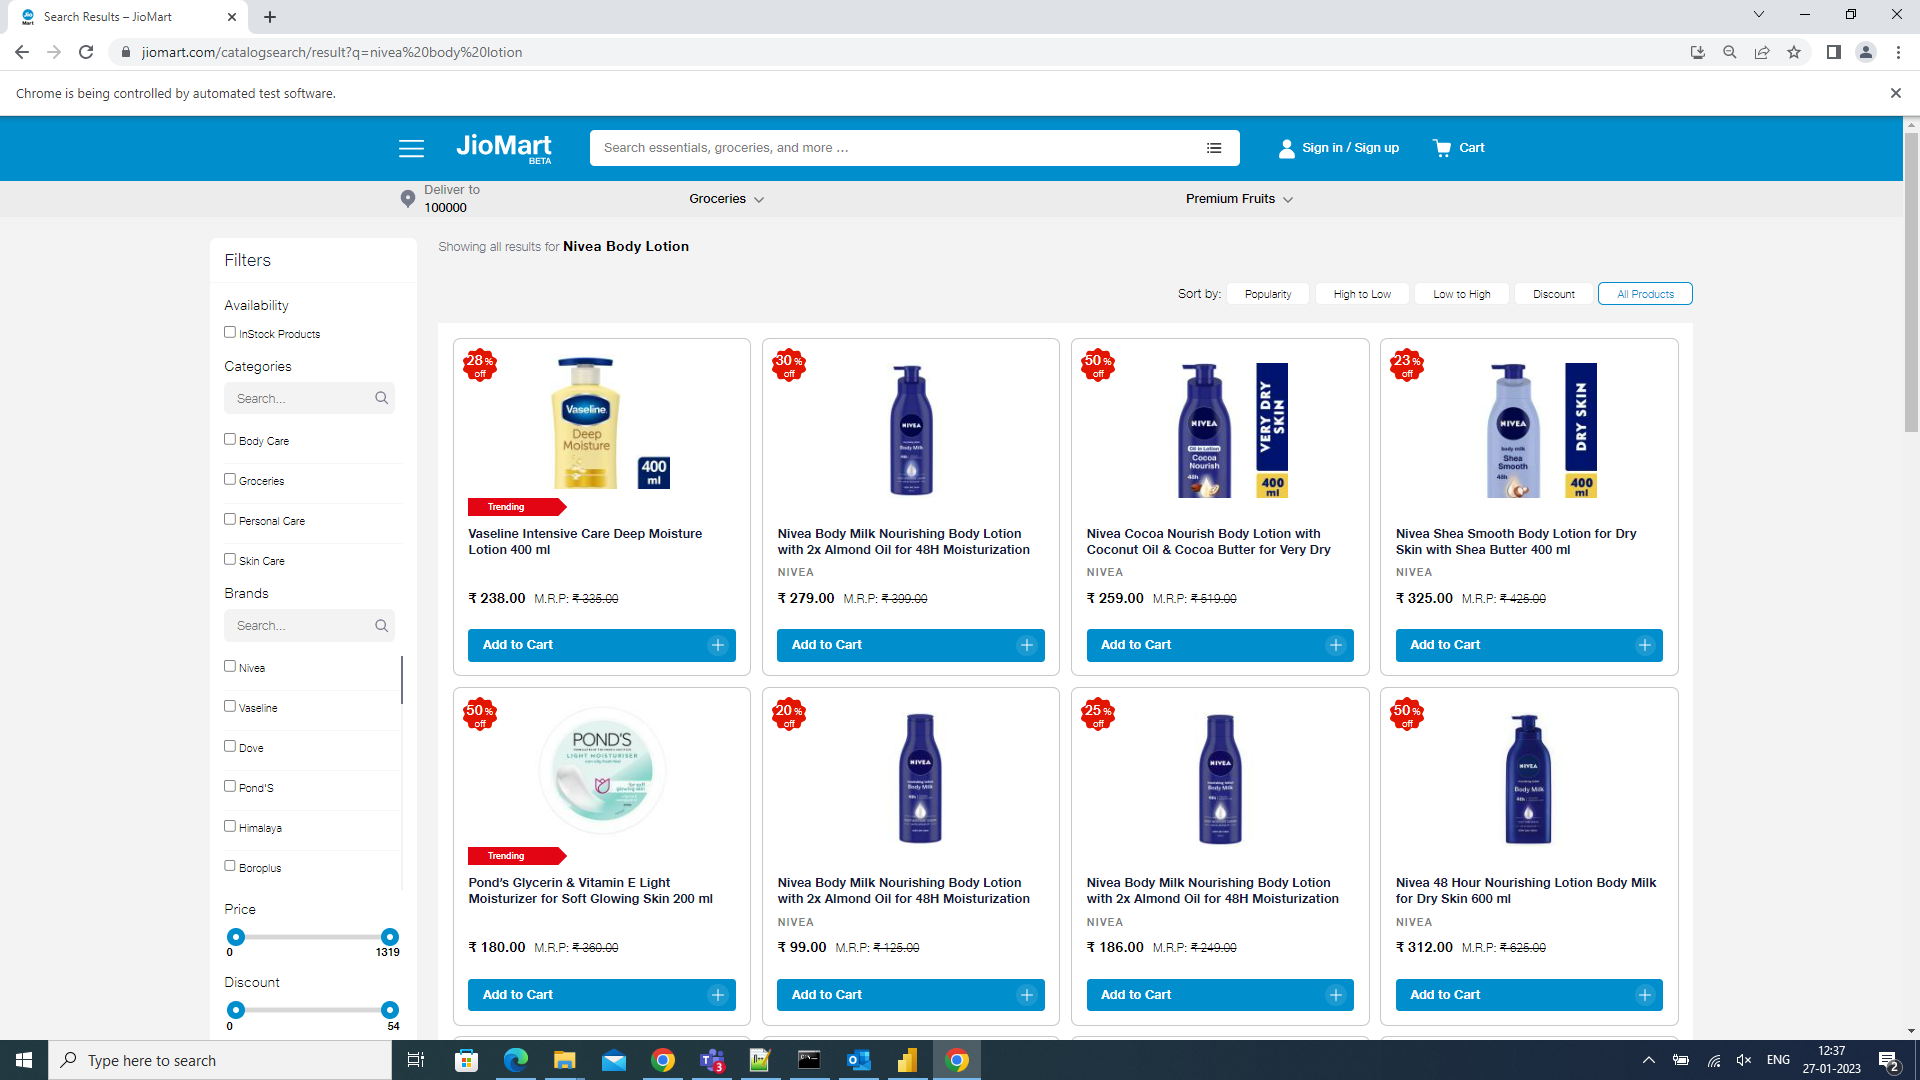 Search Results – JioMart
jiomart.com/catalogsearch/result?q=nivea%20body%20lotion
Chrome is being controlled by automated test software.
JioMart
BETA
Search essentials, groceries, and more ...
Sign in / Sign up
Cart
Deliver to
100000
Groceries
Premium Fruits
Filters
Availability
InStock Products
Categories
Search...
Body Care
Groceries
Personal Care
Skin Care
Brands
Search...
Nivea
Vaseline
Dove
Pond'S
Himalaya
Boroplus
Price
0
1319
Discount
0
54
Showing all results for Nivea Body Lotion
Sort by:
Popularity
High to Low
Low to High
Discount
All Products
28 %
off
Vaseline
Deep
Moisture
400
ml
Trending
Vaseline Intensive Care Deep Moisture
Lotion 400 ml
₹ 238.00 M.R.P: ₹ 335.00
Add to Cart
30 %
off
NIVEA
Body Milk
Nivea Body Milk Nourishing Body Lotion
with 2x Almond Oil for 48H Moisturization
NIVEA
₹ 279.00 M.R.P: ₹ 399.00
Add to Cart
50 %
off
NIVEA
Oil in Lotion
Cocoa
Nourish
48h
VERY DRY
SKIN
400
ml
Nivea Cocoa Nourish Body Lotion with
Coconut Oil & Cocoa Butter for Very Dry
NIVEA
₹ 259.00 M.R.P: ₹ 519.00
Add to Cart
23 %
off
NIVEA
body milk
Shea
Smooth
48h
DRY SKIN
400
ml
Nivea Shea Smooth Body Lotion for Dry
Skin with Shea Butter 400 ml
NIVEA
₹ 325.00 M.R.P: ₹ 425.00
Add to Cart
50 %
off
POND'S
LIGHT MOISTURISER
Trending
Pond's Glycerin & Vitamin E Light
Moisturizer for Soft Glowing Skin 200 ml
₹ 180.00 M.R.P: ₹ 360.00
Add to Cart
20 %
off
NIVEA
Body Milk
Nivea Body Milk Nourishing Body Lotion
with 2x Almond Oil for 48H Moisturization
NIVEA
₹ 99.00 M.R.P: ₹ 125.00
Add to Cart
25 %
off
NIVEA
Body Milk
Nivea Body Milk Nourishing Body Lotion
with 2x Almond Oil for 48H Moisturization
NIVEA
₹ 186.00 M.R.P: ₹ 249.00
Add to Cart
50 %
off
NIVEA
Body Milk
Nivea 48 Hour Nourishing Lotion Body Milk
for Dry Skin 600 ml
NIVEA
₹ 312.00 M.R.P: ₹ 625.00
Add to Cart
Type here to search
3
ENG
12:37
27-01-2023
2